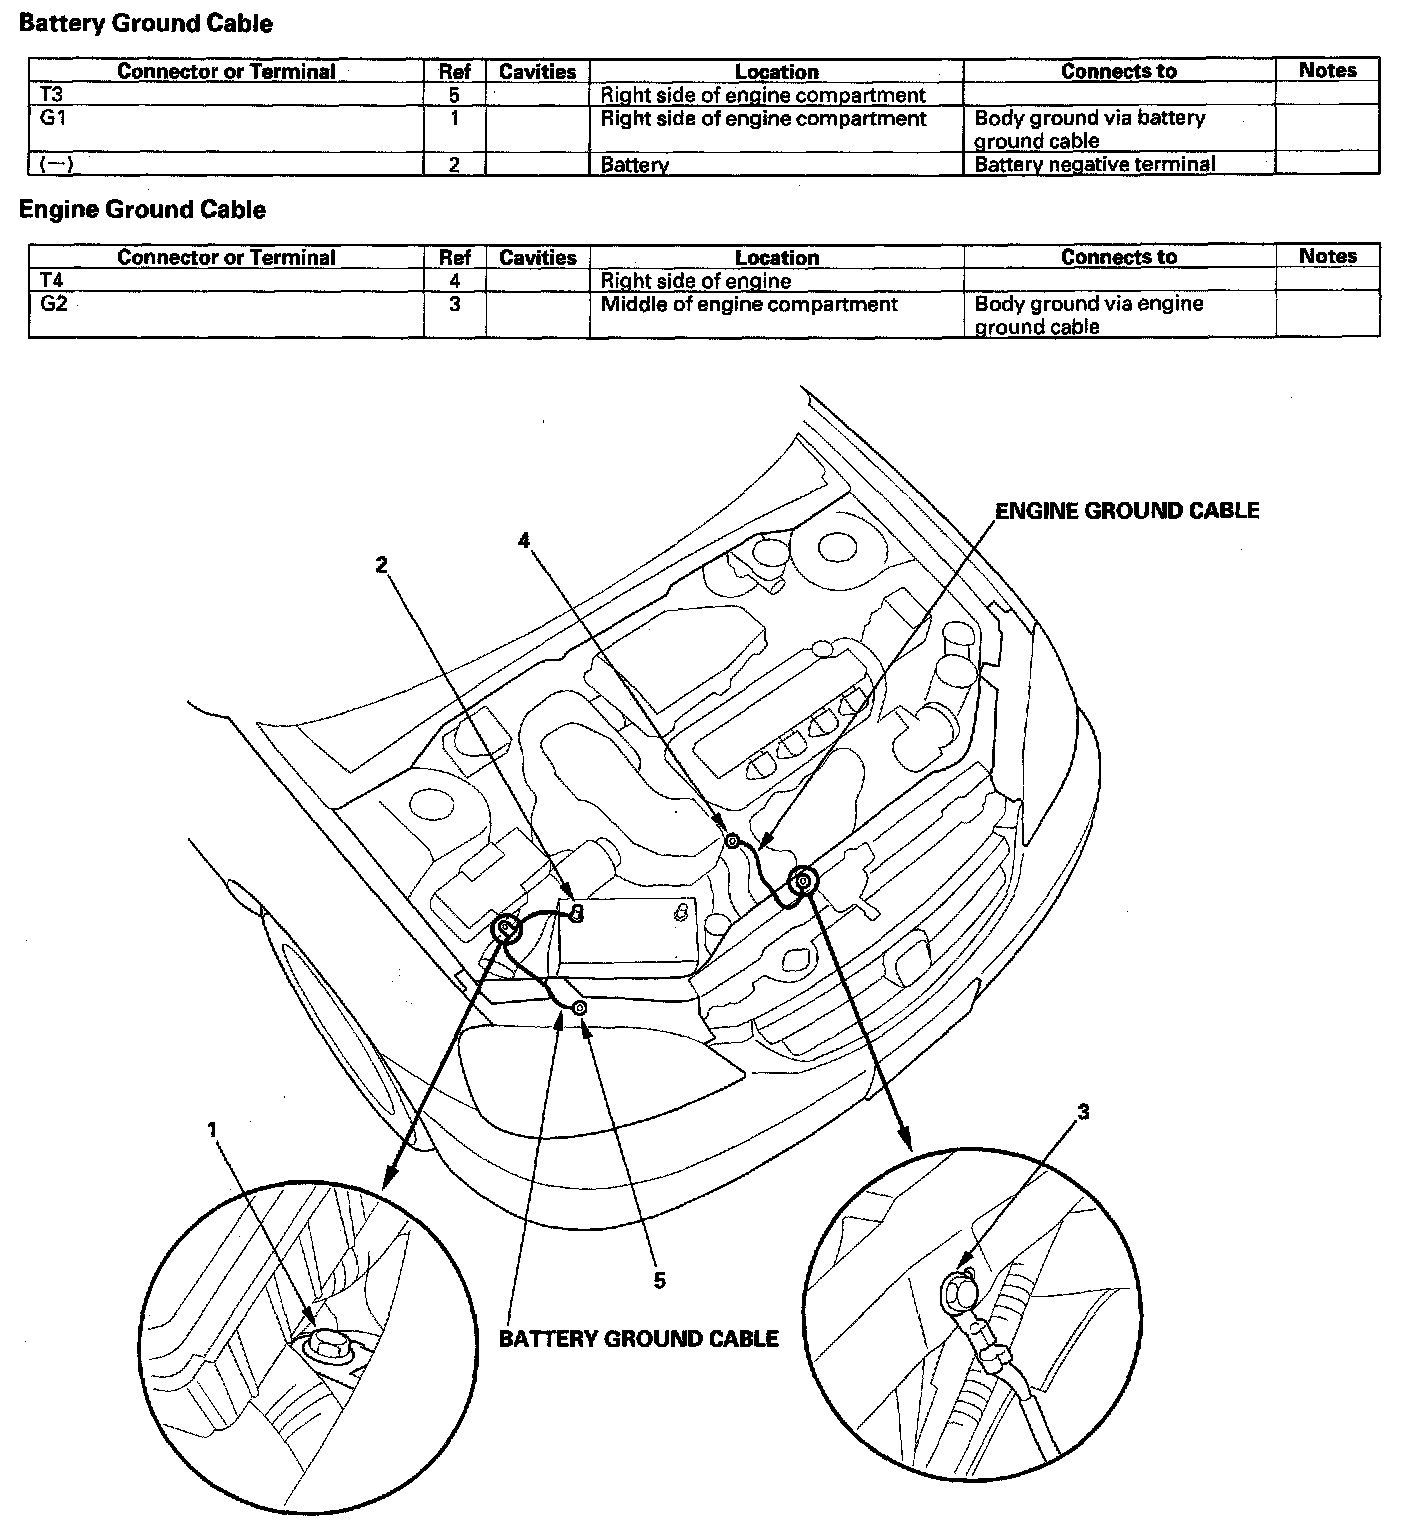 Battery Ground Cable
Connector or Terminal Ref Cavities Location Connects to Notes
T3 5 Right side of engine compartment
G1 1 Right side of engine compartment Body ground via battery
ground cable
(—) 2 Battery Battery negative terminal
Engine Ground Cable
Connector or Terminal Ref Cavities Location Connects to Notes
T4 4 Right side of engine
G2 3 Middle of engine compartment Body ground via engine
ground cable
ENGINE GROUND CABLE
4
2
3
1
5
BATTERY GROUND CABLE